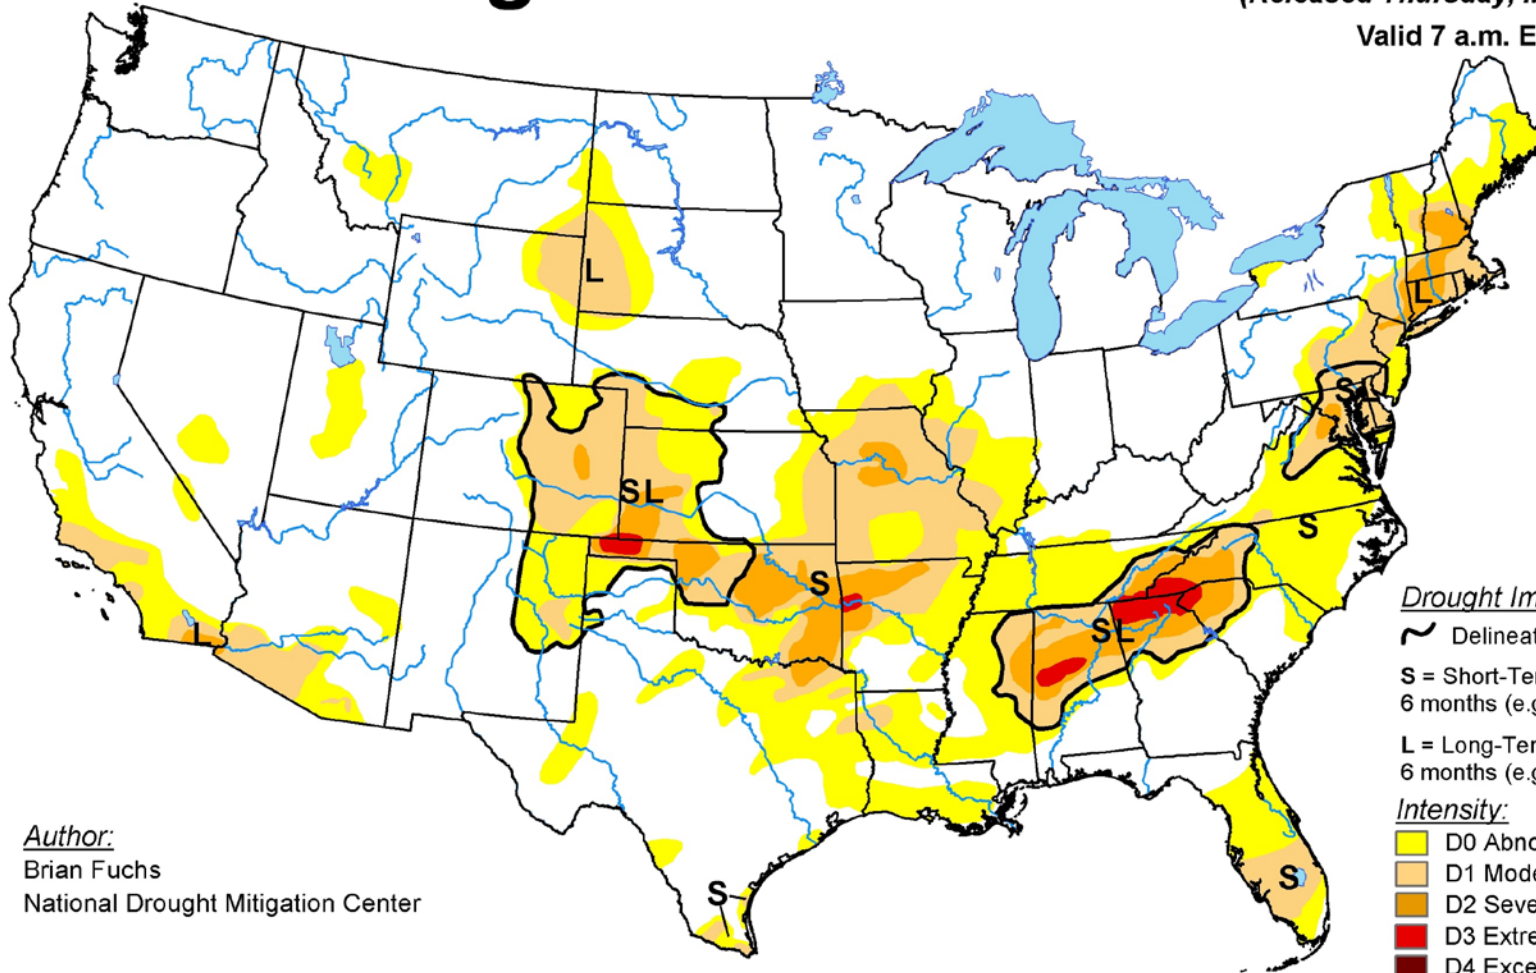 Valid 7 a.m. E
L
L
S
SL
S
S
L
SL
Drought Im
Delinea
S = Short-Ter
6 months (e.g
L = Long-Ter
6 months (e.g
Intensity:
D0 Abno
D1 Mode
D2 Seve
D3 Extre
D4 Exce
S
S
Author:
Brian Fuchs
National Drought Mitigation Center